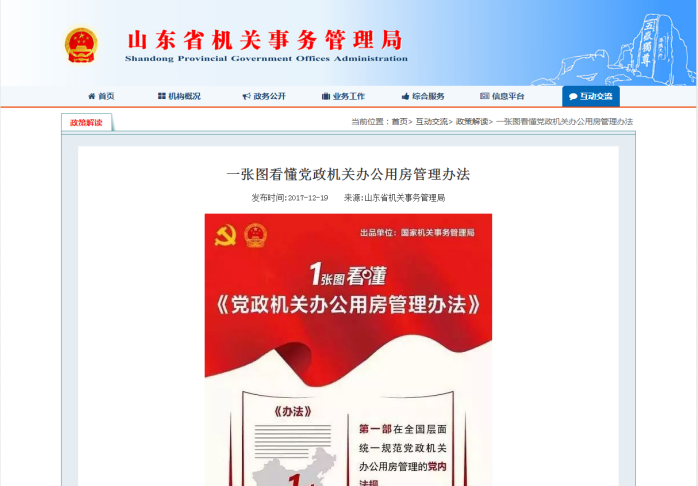 山东省机关事务管理局
Shandong Provincial Government Offices Administration
五嶽獨尊
首页 机构概况 政务公开 业务工作 综合服务 信息平台 互动交流
政策解读
当前位置：首页> 互动交流> 政策解读> 一张图看懂党政机关办公用房管理办法
一张图看懂党政机关办公用房管理办法
发布时间:2017-12-19 来源:山东省机关事务管理局
出品单位：国家机关事务管理局
1张图看懂
《党政机关办公用房管理办法》
《办法》
1
第一部在全国层面
统一规范党政机关
办公用房管理的党内
法规